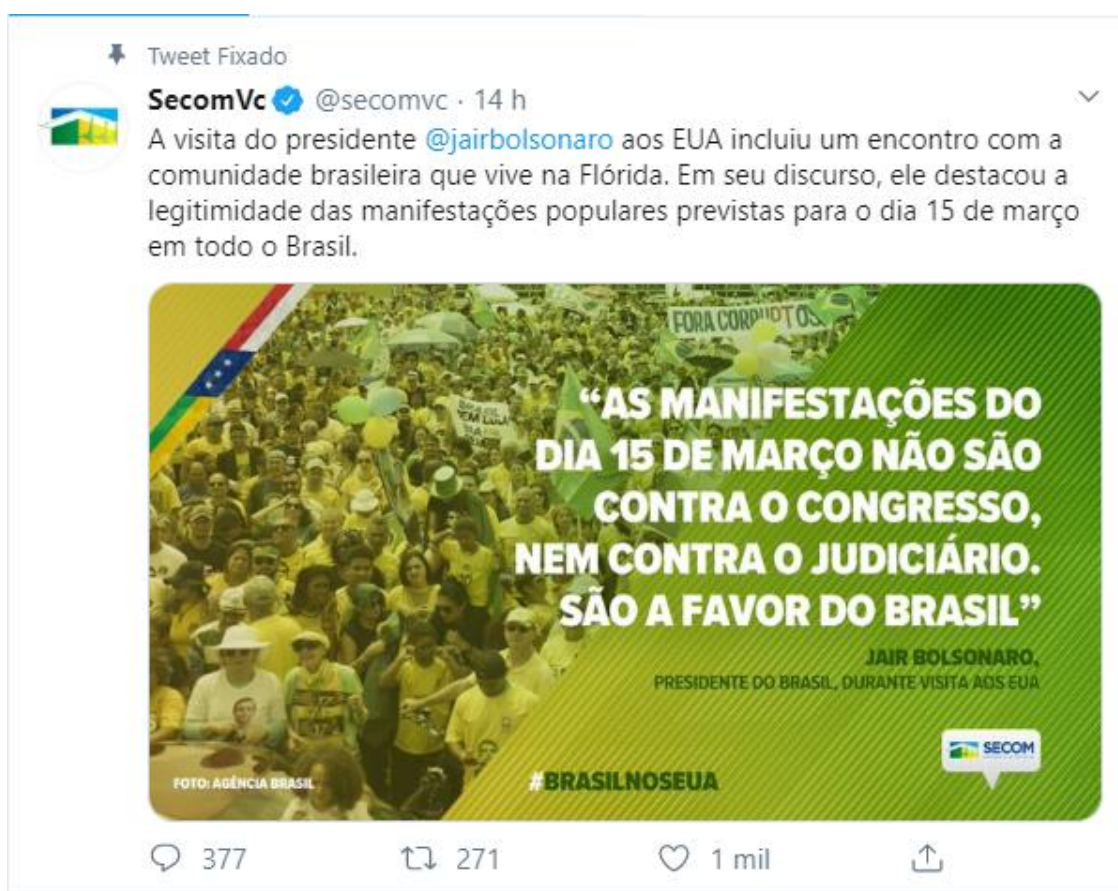 Tweet Fixado
SecomVc @secomvc · 14 h
A visita do presidente @jairbolsonaro aos EUA incluiu um encontro com a
comunidade brasileira que vive na Flórida. Em seu discurso, ele destacou a
legitimidade das manifestações populares previstas para o dia 15 de março
em todo o Brasil.
FORA CORRUPTOS
“AS MANIFESTAÇÕES DO
DIA 15 DE MARÇO NÃO SÃO
CONTRA O CONGRESSO,
NEM CONTRA O JUDICIÁRIO.
SÃO A FAVOR DO BRASIL”
JAIR BOLSONARO,
PRESIDENTE DO BRASIL, DURANTE VISITA AOS EUA
SECOM
FOTO: AGÊNCIA BRASIL
#BRASILNOSEUA
377 271 1 mil